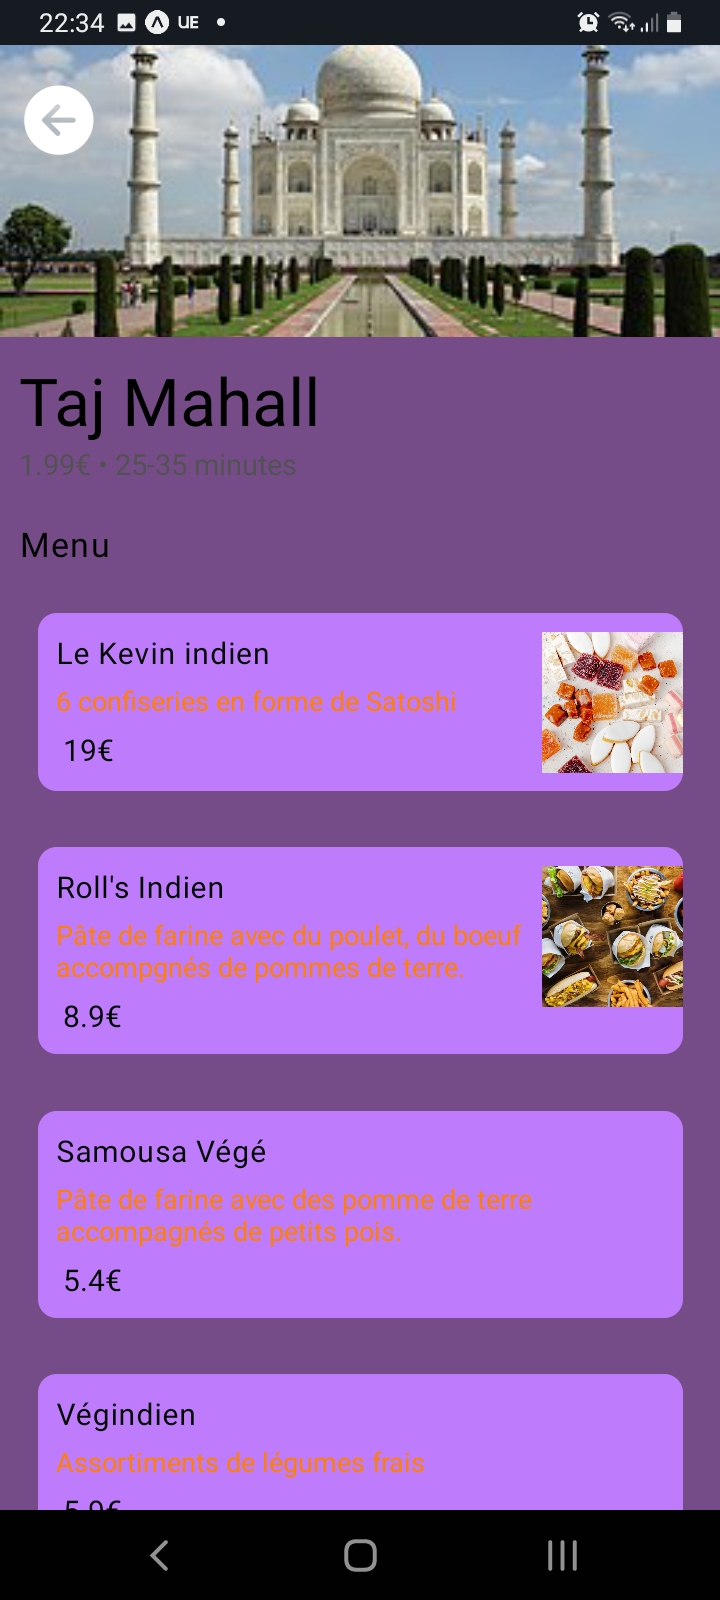 22:34 UE
Taj Mahall
1.99€ • 25-35 minutes
Menu
Le Kevin indien
6 confiseries en forme de Satoshi
19€
Roll's Indien
Pâte de farine avec du poulet, du boeuf
accompgnés de pommes de terre.
8.9€
Samousa Végé
Pâte de farine avec des pomme de terre
accompagnés de petits pois.
5.4€
Végindien
Assortiments de légumes frais